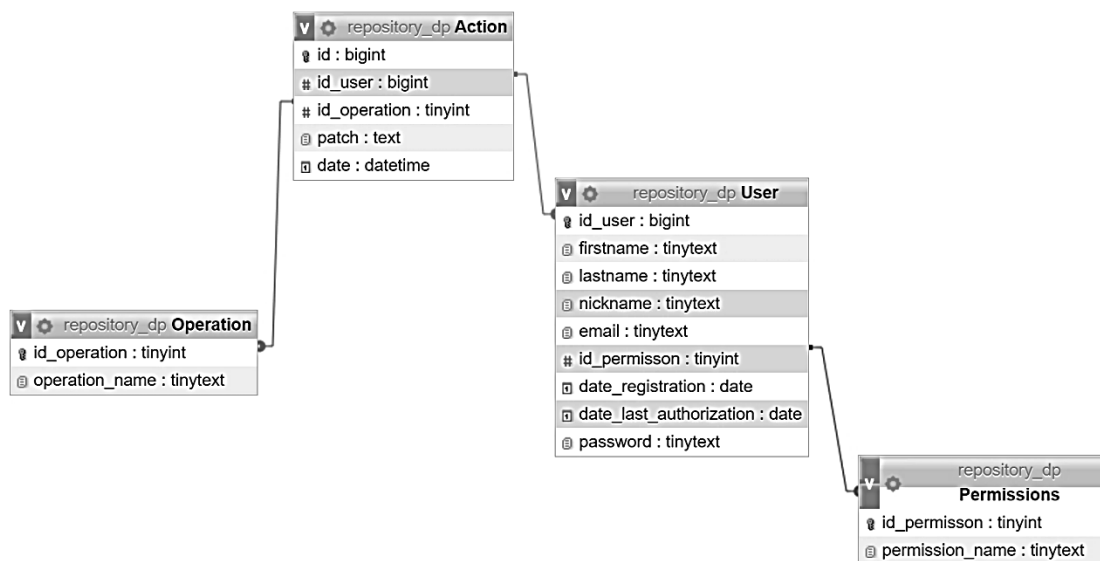 repository_dp Action
id : bigint
id_user : bigint
id_operation : tinyint
patch : text
date : datetime
repository_dp User
id_user : bigint
firstname : tinytext
lastname : tinytext
nickname : tinytext
email : tinytext
id_permisson : tinyint
date_registration : date
date_last_authorization : date
password : tinytext
repository_dp Operation
id_operation : tinyint
operation_name : tinytext
repository_dp
Permissions
id_permisson : tinyint
permission_name : tinytext